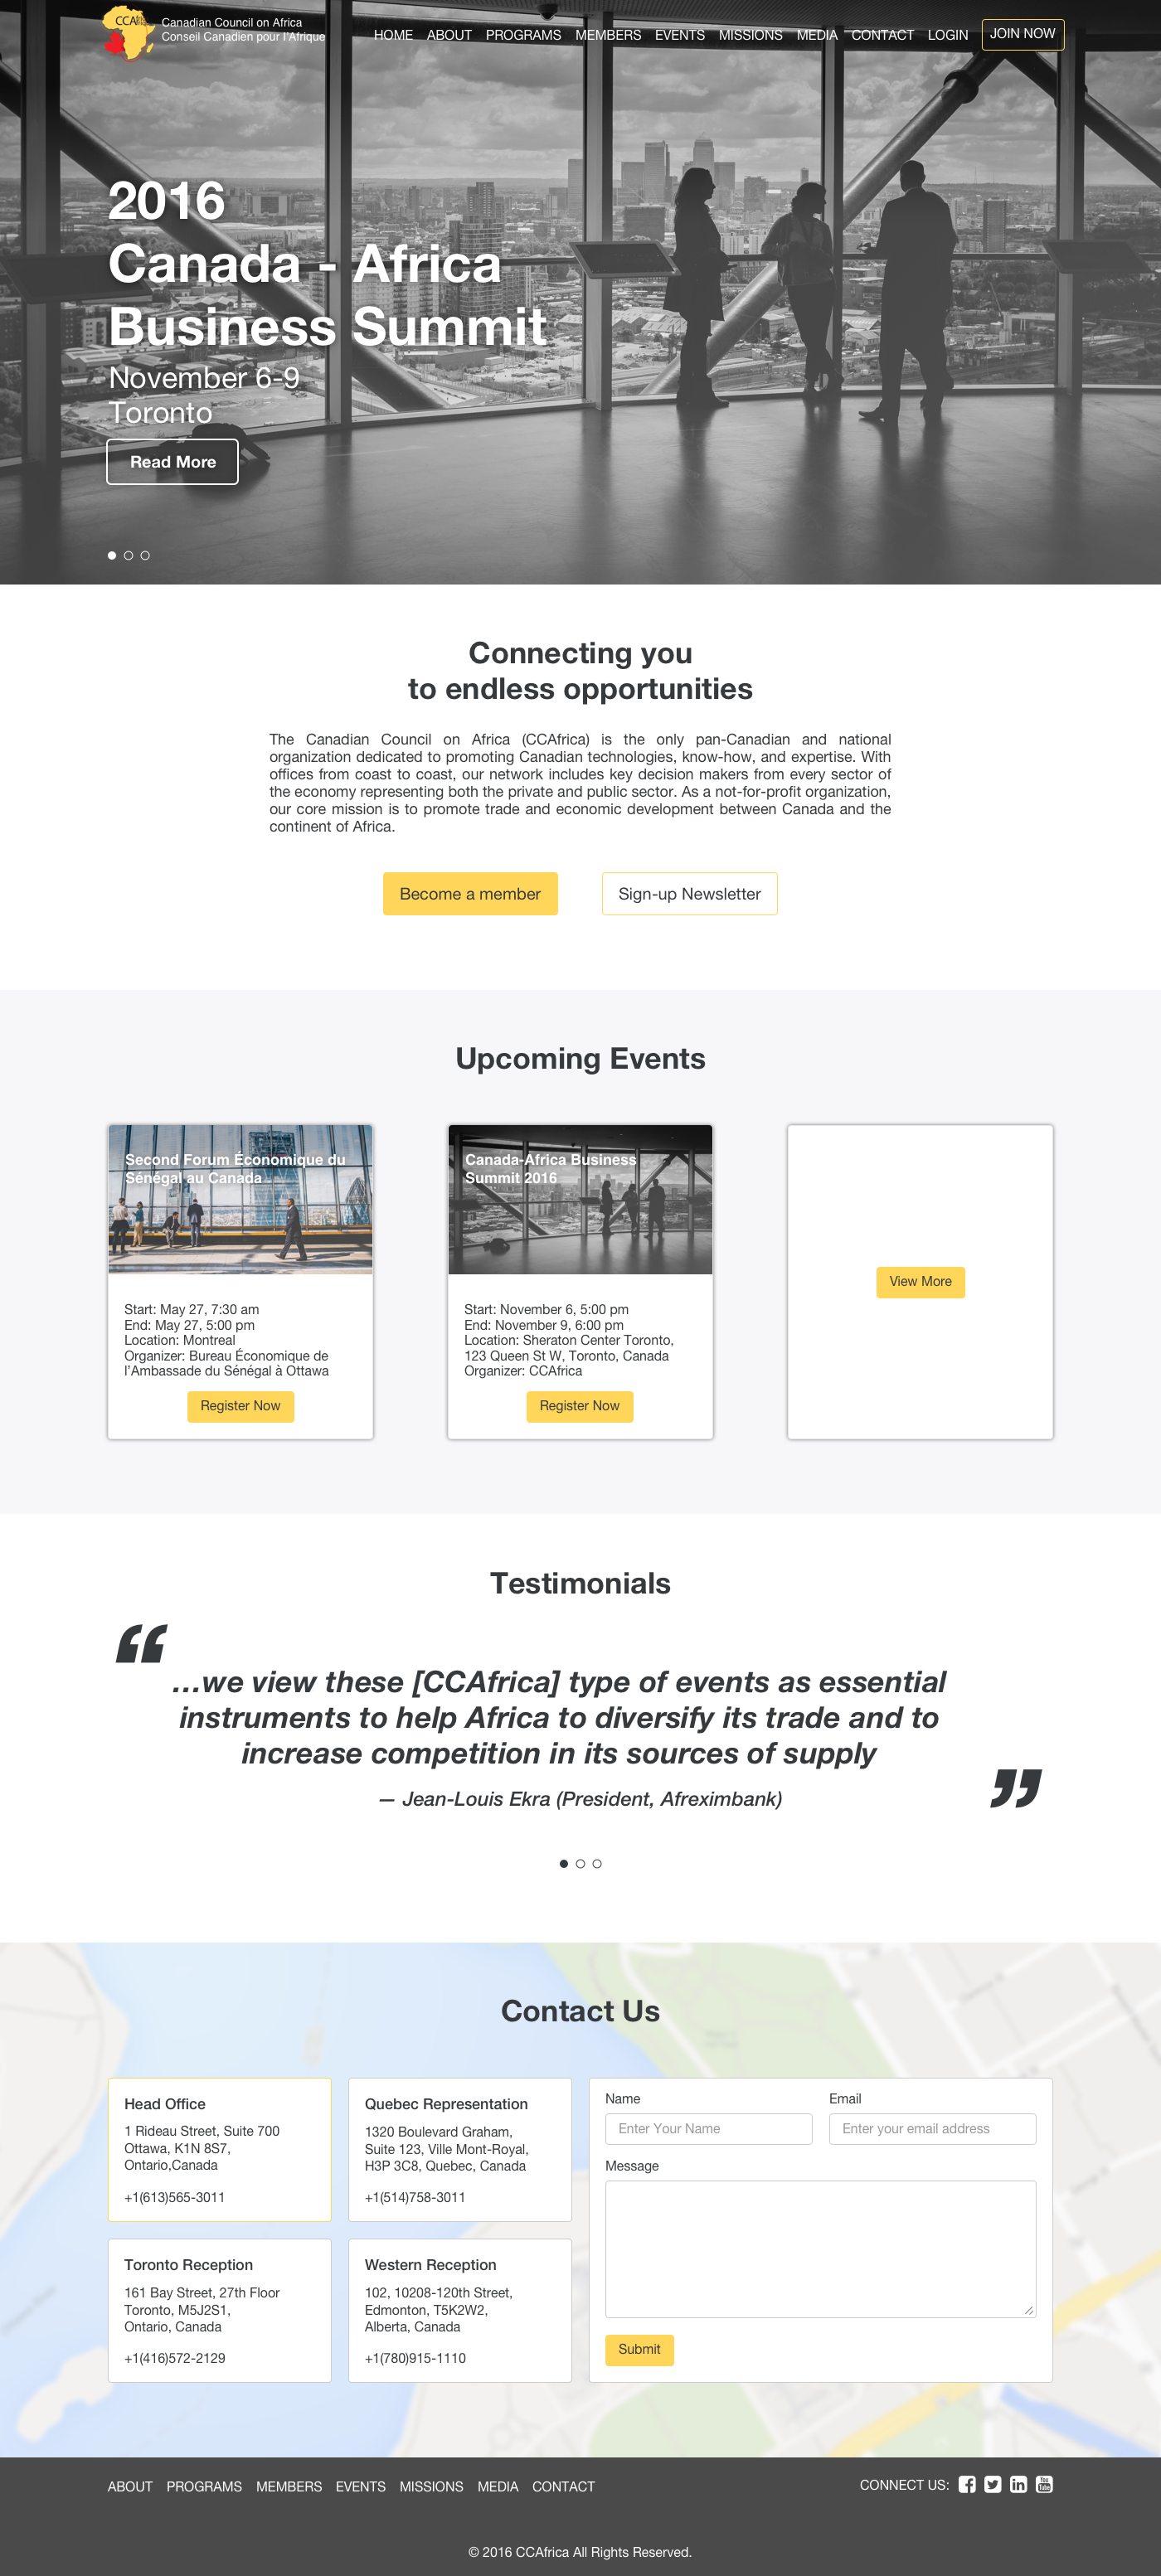 CCAfrica
Canadian Council on Africa
Conseil Canadien pour l'Afrique
HOME ABOUT PROGRAMS MEMBERS EVENTS MISSIONS MEDIA CONTACT LOGIN JOIN NOW
2016
Canada - Africa
Business Summit
November 6-9
Toronto
Read More
Connecting you
to endless opportunities
The Canadian Council on Africa (CCAfrica) is the only pan-Canadian and national
organization dedicated to promoting Canadian technologies, know-how, and expertise. With
offices from coast to coast, our network includes key decision makers from every sector of
the economy representing both the private and public sector. As a not-for-profit organization,
our core mission is to promote trade and economic development between Canada and the
continent of Africa.
Become a member
Sign-up Newsletter
Upcoming Events
Second Forum Économique du
Sénégal au Canada
Start: May 27, 7:30 am
End: May 27, 5:00 pm
Location: Montreal
Organizer: Bureau Économique de
l'Ambassade du Sénégal à Ottawa
Register Now
Canada-Africa Business
Summit 2016
Start: November 6, 5:00 pm
End: November 9, 6:00 pm
Location: Sheraton Center Toronto,
123 Queen St W, Toronto, Canada
Organizer: CCAfrica
Register Now
View More
Testimonials
“
...we view these [CCAfrica] type of events as essential
instruments to help Africa to diversify its trade and to
increase competition in its sources of supply
”
— Jean-Louis Ekra (President, Afreximbank)
Contact Us
Head Office
1 Rideau Street, Suite 700
Ottawa, K1N 8S7,
Ontario,Canada
+1(613)565-3011
Quebec Representation
1320 Boulevard Graham,
Suite 123, Ville Mont-Royal,
H3P 3C8, Quebec, Canada
+1(514)758-3011
Toronto Reception
161 Bay Street, 27th Floor
Toronto, M5J2S1,
Ontario, Canada
+1(416)572-2129
Western Reception
102, 10208-120th Street,
Edmonton, T5K2W2,
Alberta, Canada
+1(780)915-1110
Name
Enter Your Name
Email
Enter your email address
Message
Submit
ABOUT PROGRAMS MEMBERS EVENTS MISSIONS MEDIA CONTACT
CONNECT US:
You
Tube
© 2016 CCAfrica All Rights Reserved.